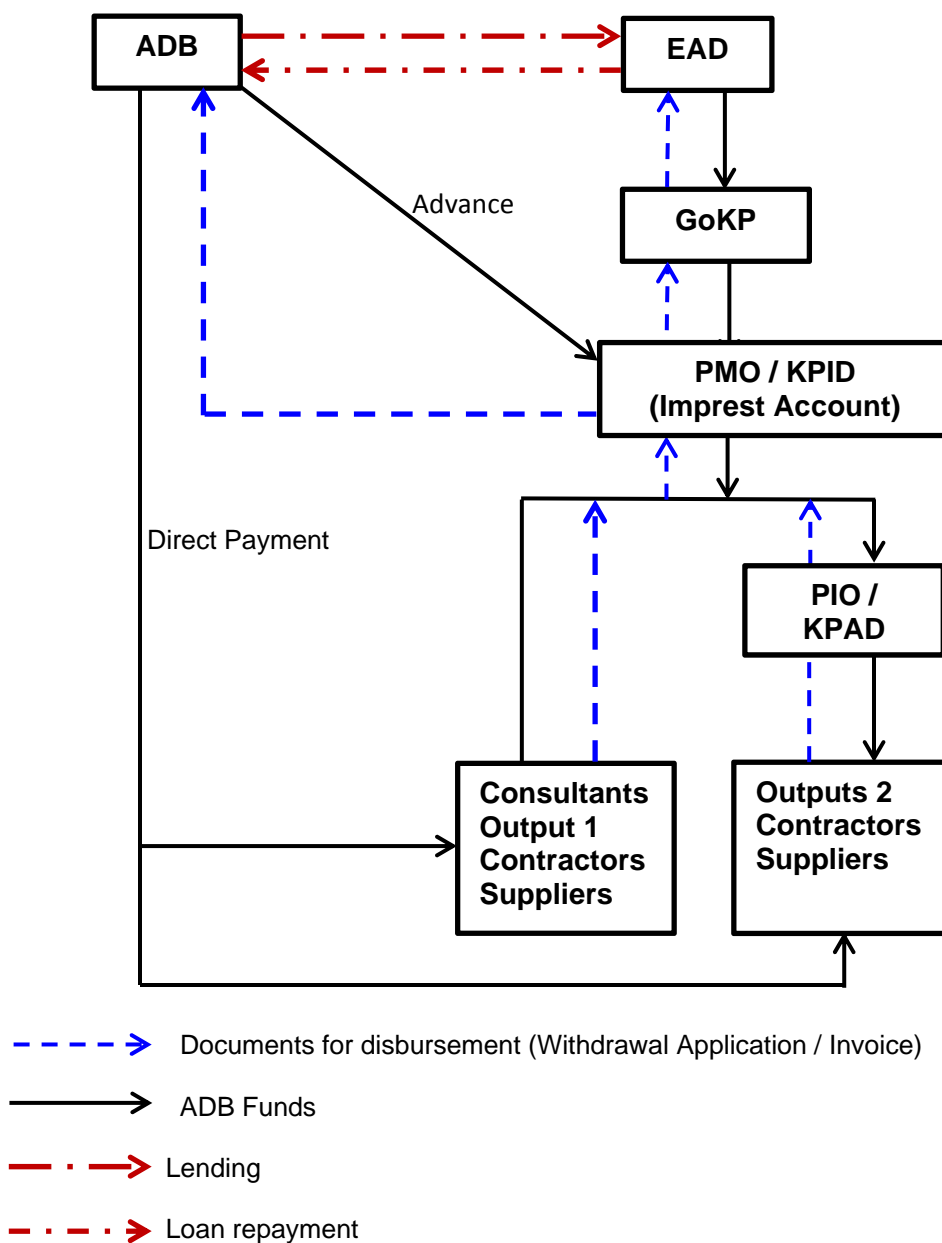 ADB
EAD
Advance
GoKP
PMO / KPID
(Imprest Account)
Direct Payment
PIO /
KPAD
Consultants
Output 1
Contractors
Suppliers
Outputs 2
Contractors
Suppliers
Documents for disbursement (Withdrawal Application / Invoice)
ADB Funds
Lending
Loan repayment